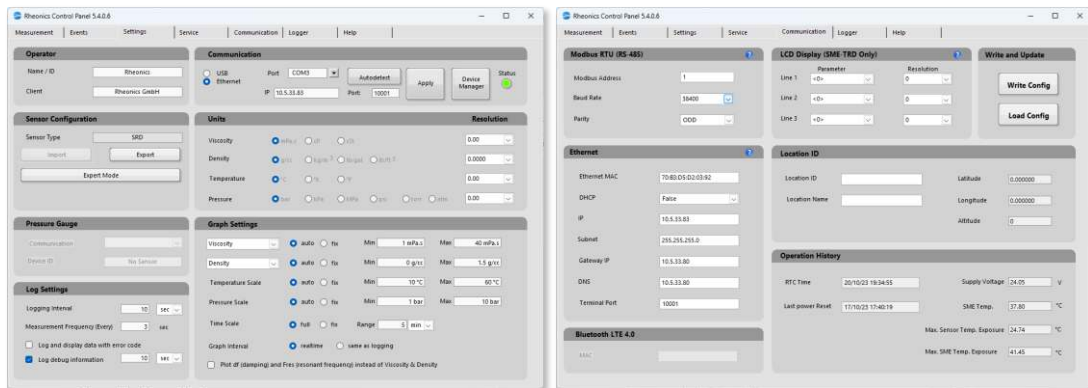 Rheonics Control Panel 5.4.0.6
Measurement Events Settings Service Communication Logger Help
Operator
Name / ID Rheonics
Client Rheonics GmbH
Communication
USB
Ethernet
Port COM3 Autodetect Apply Device Manager Status
IP 10.5.33.83 Port: 10001
Sensor Configuration
Sensor Type SRD
Import Export
Expert Mode
Units Resolution
Viscosity mPa.s cP cSt 0.00
Density g/cc 0.0000
Temperature °C °K °F 0.00
Pressure bar kPa MPa psi torr atm 0.00
Pressure Gauge
Communication
Device ID No Sensor
Graph Settings
Viscosity auto fix Min 1 mPa.s Max 40 mPa.s
Density auto fix Min 0 g/cc Max 1.5 g/cc
Temperature Scale auto fix Min 10 °C Max 60 °C
Pressure Scale auto fix Min 1 bar Max 10 bar
Time Scale full fix Range 5 min
Graph Interval realtime same as logging
Plot df (damping) and Fres (resonant frequency) instead of Viscosity & Density
Log Settings
Logging Interval 10 sec
Measurement Frequency (Every) 3 sec
Log and display data with error code
Log debug information 10 sec
Rheonics Control Panel 5.4.0.6
Measurement Events Settings Service Communication Logger Help
Modbus RTU (RS-485) ?
Modbus Address 1
Baud Rate 38400
Parity ODD
LCD Display (SME-TRD Only) ?
Parameter Resolution
Line 1 <0> 0
Line 2 <0> 0
Line 3 <0> 0
Write and Update
Write Config
Load Config
Ethernet ?
Ethernet MAC 70:B3:D5:D2:03:92
DHCP False
IP 10.5.33.83
Subnet 255.255.255.0
Gateway IP 10.5.33.80
DNS 10.5.33.80
Terminal Port 10001
Location ID
Location ID Latitude 0.000000
Location Name Longitude 0.000000
Altitude 0
Operation History
RTC Time 20/10/23 19:34:55 Supply Voltage 24.05 V
Last power Reset 17/10/23 17:40:19 SME Temp. 37.80 °C
Max. Sensor Temp. Exposure 24.74 °C
Max. SME Temp. Exposure 41.45 °C
Bluetooth LTE 4.0
MAC